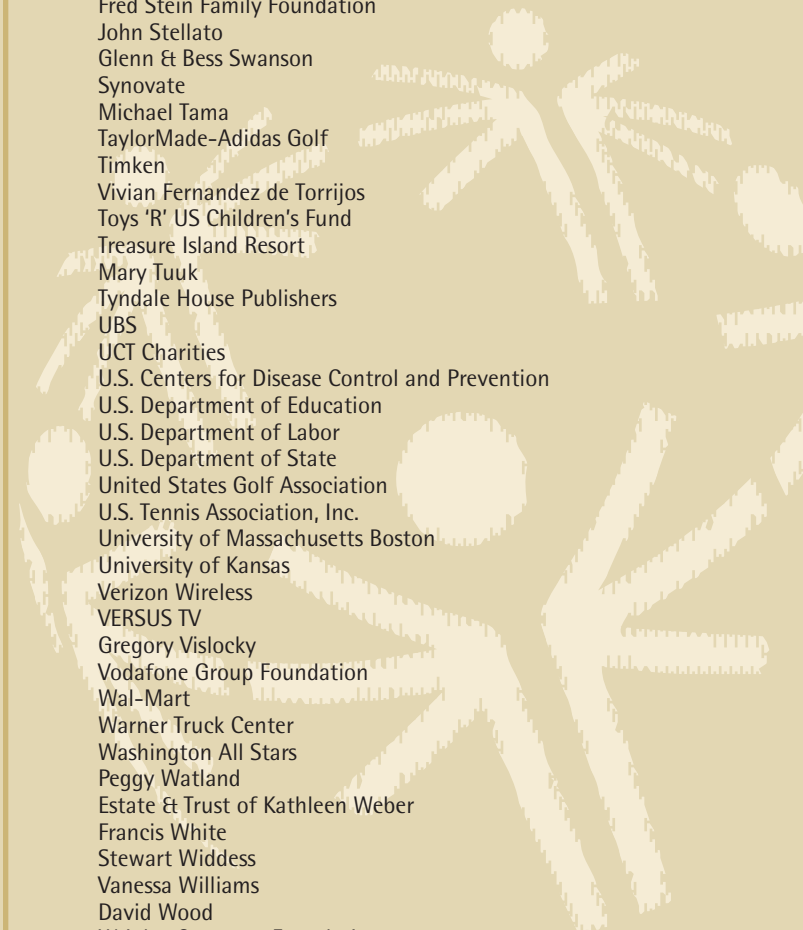 Fred Stein Family Foundation
John Stellato
Glenn & Bess Swanson
Synovate
Michael Tama
TaylorMade-Adidas Golf
Timken
Vivian Fernandez de Torrijos
Toys ‘R’ US Children’s Fund
Treasure Island Resort
Mary Tuuk
Tyndale House Publishers
UBS
UCT Charities
U.S. Centers for Disease Control and Prevention
U.S. Department of Education
U.S. Department of Labor
U.S. Department of State
United States Golf Association
U.S. Tennis Association, Inc.
University of Massachusetts Boston
University of Kansas
Verizon Wireless
VERSUS TV
Gregory Vislocky
Vodafone Group Foundation
Wal-Mart
Warner Truck Center
Washington All Stars
Peggy Watland
Estate & Trust of Kathleen Weber
Francis White
Stewart Widdess
Vanessa Williams
David Wood